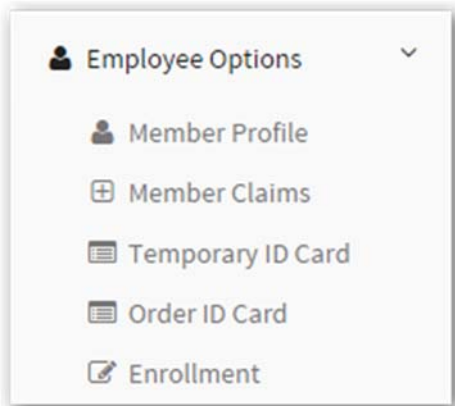 Employee Options
Member Profile
Member Claims
Temporary ID Card
Order ID Card
Enrollment